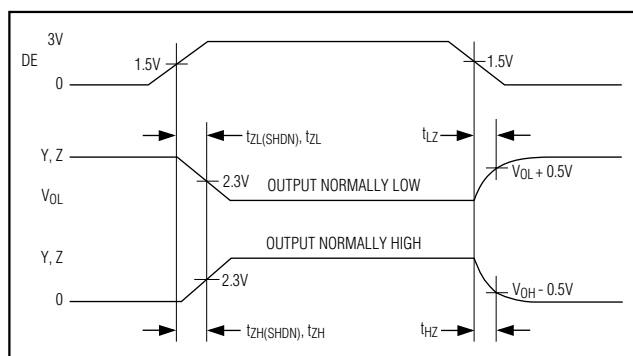 3V
DE
1.5V
1.5V
0
tZL(SHDN), tZL
tLZ
Y, Z
2.3V
OUTPUT NORMALLY LOW
VOL + 0.5V
VOL
Y, Z
OUTPUT NORMALLY HIGH
2.3V
VOH - 0.5V
0
tZH(SHDN), tZH
tHZ